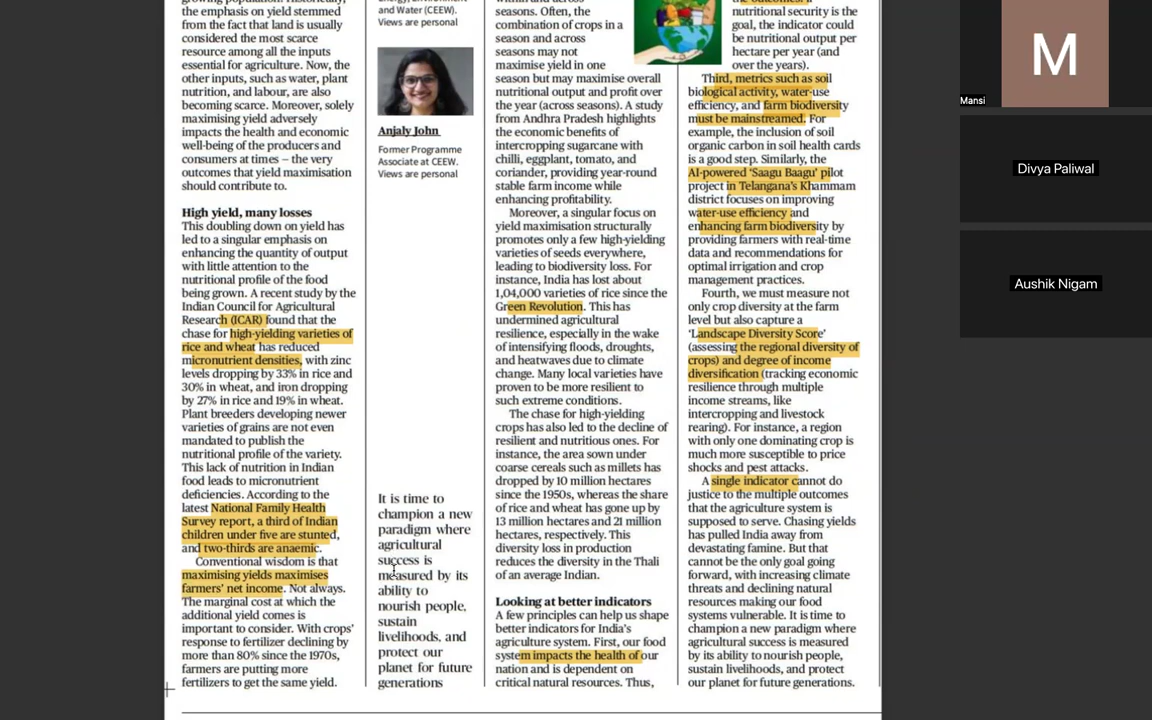 growing population. Historically,
the emphasis on yield stemmed
from the fact that land is usually
considered the most scarce
resource among all the inputs
essential for agriculture. Now, the
other inputs, such as water, plant
nutrition, and labour, are also
becoming scarce. Moreover, solely
maximising yield adversely
impacts the health and economic
well-being of the producers and
consumers at times — the very
outcomes that yield maximisation
should contribute to.
High yield, many losses
This doubling down on yield has
led to a singular emphasis on
enhancing the quantity of output
with little attention to the
nutritional profile of the food
being grown. A recent study by the
Indian Council for Agricultural
Research (ICAR) found that the
chase for high-yielding varieties of
rice and wheat has reduced
micronutrient densities, with zinc
levels dropping by 33% in rice and
30% in wheat, and iron dropping
by 27% in rice and 19% in wheat.
Plant breeders developing newer
varieties of grains are not even
mandated to publish the
nutritional profile of the variety.
This lack of nutrition in Indian
food leads to micronutrient
deficiencies. According to the
latest National Family Health
Survey report, a third of Indian
children under five are stunted,
and two-thirds are anaemic.
Conventional wisdom is that
maximising yields maximises
farmers' net income. Not always.
The marginal cost at which the
additional yield comes is
important to consider. With crops'
response to fertilizer declining by
more than 80% since the 1970s,
farmers are putting more
fertilizers to get the same yield.
and Water (CEEW).
Views are personal
Anjaly John
Former Programme
Associate at CEEW.
Views are personal
It is time to
champion a new
paradigm where
agricultural
success is
measured by its
ability to
nourish people,
sustain
livelihoods, and
protect our
planet for future
generations
within and across
seasons. Often, the
combination of crops in a
season and across
seasons may not
maximise yield in one
season but may maximise overall
nutritional output and profit over
the year (across seasons). A study
from Andhra Pradesh highlights
the economic benefits of
intercropping sugarcane with
chilli, eggplant, tomato, and
coriander, providing year-round
stable farm income while
enhancing profitability.
Moreover, a singular focus on
yield maximisation structurally
promotes only a few high-yielding
varieties of seeds everywhere,
leading to biodiversity loss. For
instance, India has lost about
1,04,000 varieties of rice since the
Green Revolution. This has
undermined agricultural
resilience, especially in the wake
of intensifying floods, droughts,
and heatwaves due to climate
change. Many local varieties have
proven to be more resilient to
such extreme conditions.
The chase for high-yielding
crops has also led to the decline of
resilient and nutritious ones. For
instance, the area sown under
coarse cereals such as millets has
dropped by 10 million hectares
since the 1950s, whereas the share
of rice and wheat has gone up by
13 million hectares and 21 million
hectares, respectively. This
diversity loss in production
reduces the diversity in the Thali
of an average Indian.
Looking at better indicators
A few principles can help us shape
better indicators for India's
agriculture system. First, our food
system impacts the health of our
nation and is dependent on
critical natural resources. Thus,
nutritional security is the
goal, the indicator could
be nutritional output per
hectare per year (and
over the years).
Third, metrics such as soil
biological activity, water-use
efficiency, and farm biodiversity
must be mainstreamed. For
example, the inclusion of soil
organic carbon in soil health cards
is a good step. Similarly, the
AI-powered 'Saagu Baagu' pilot
project in Telangana's Khammam
district focuses on improving
water-use efficiency and
enhancing farm biodiversity by
providing farmers with real-time
data and recommendations for
optimal irrigation and crop
management practices.
Fourth, we must measure not
only crop diversity at the farm
level but also capture a
'Landscape Diversity Score'
(assessing the regional diversity of
crops) and degree of income
diversification (tracking economic
resilience through multiple
income streams, like
intercropping and livestock
rearing). For instance, a region
with only one dominating crop is
much more susceptible to price
shocks and pest attacks.
A single indicator cannot do
justice to the multiple outcomes
that the agriculture system is
supposed to serve. Chasing yields
has pulled India away from
devastating famine. But that
cannot be the only goal going
forward, with increasing climate
threats and declining natural
resources making our food
systems vulnerable. It is time to
champion a new paradigm where
agricultural success is measured
by its ability to nourish people,
sustain livelihoods, and protect
our planet for future generations.
M
Mansi
Divya Paliwal
Aushik Nigam